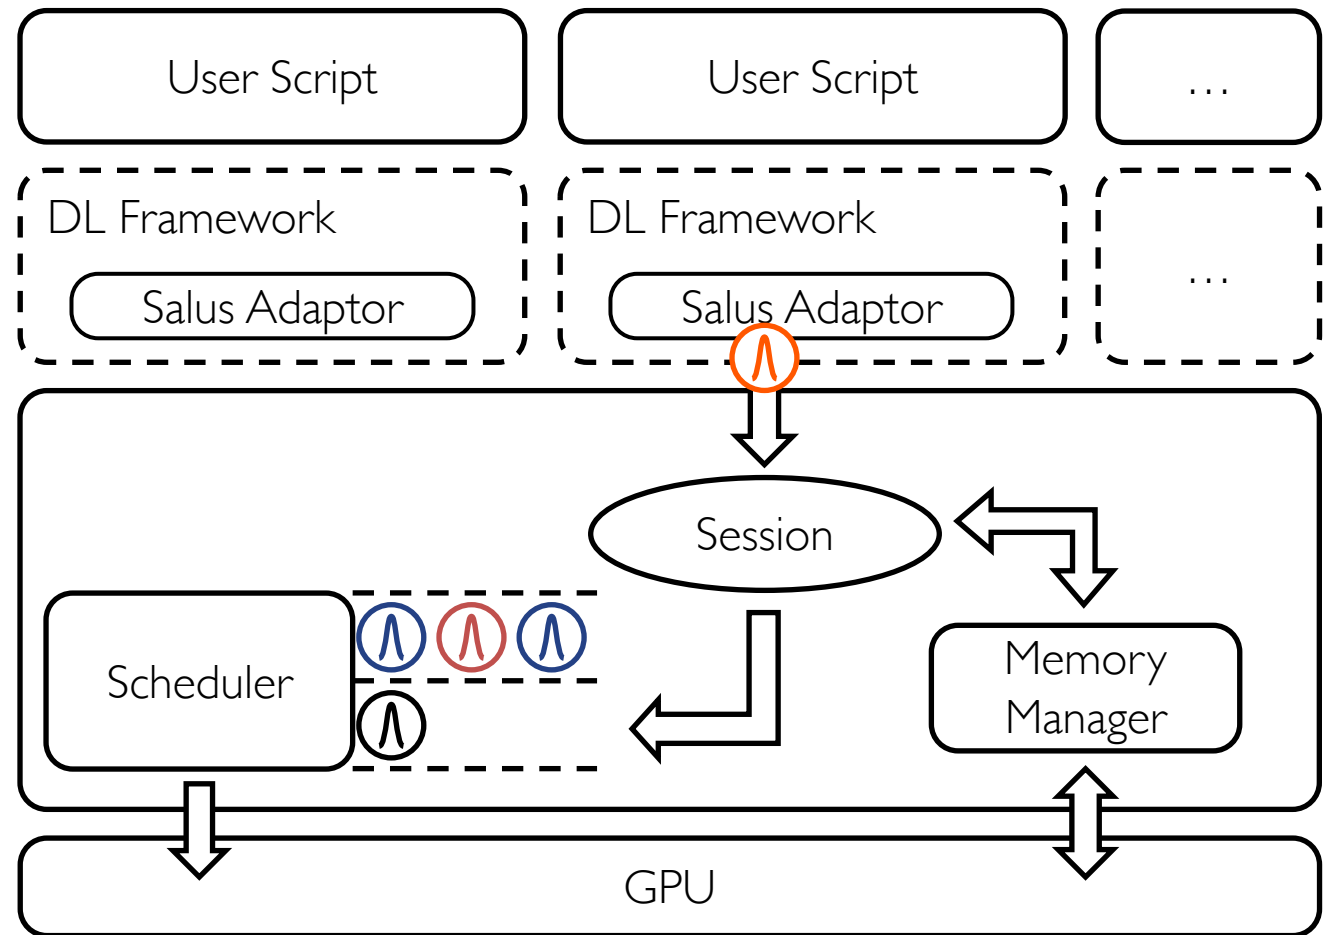 User Script
User Script
...
DL Framework
DL Framework
Salus Adaptor
Salus Adaptor
...
Session
Scheduler
Memory
Manager
GPU